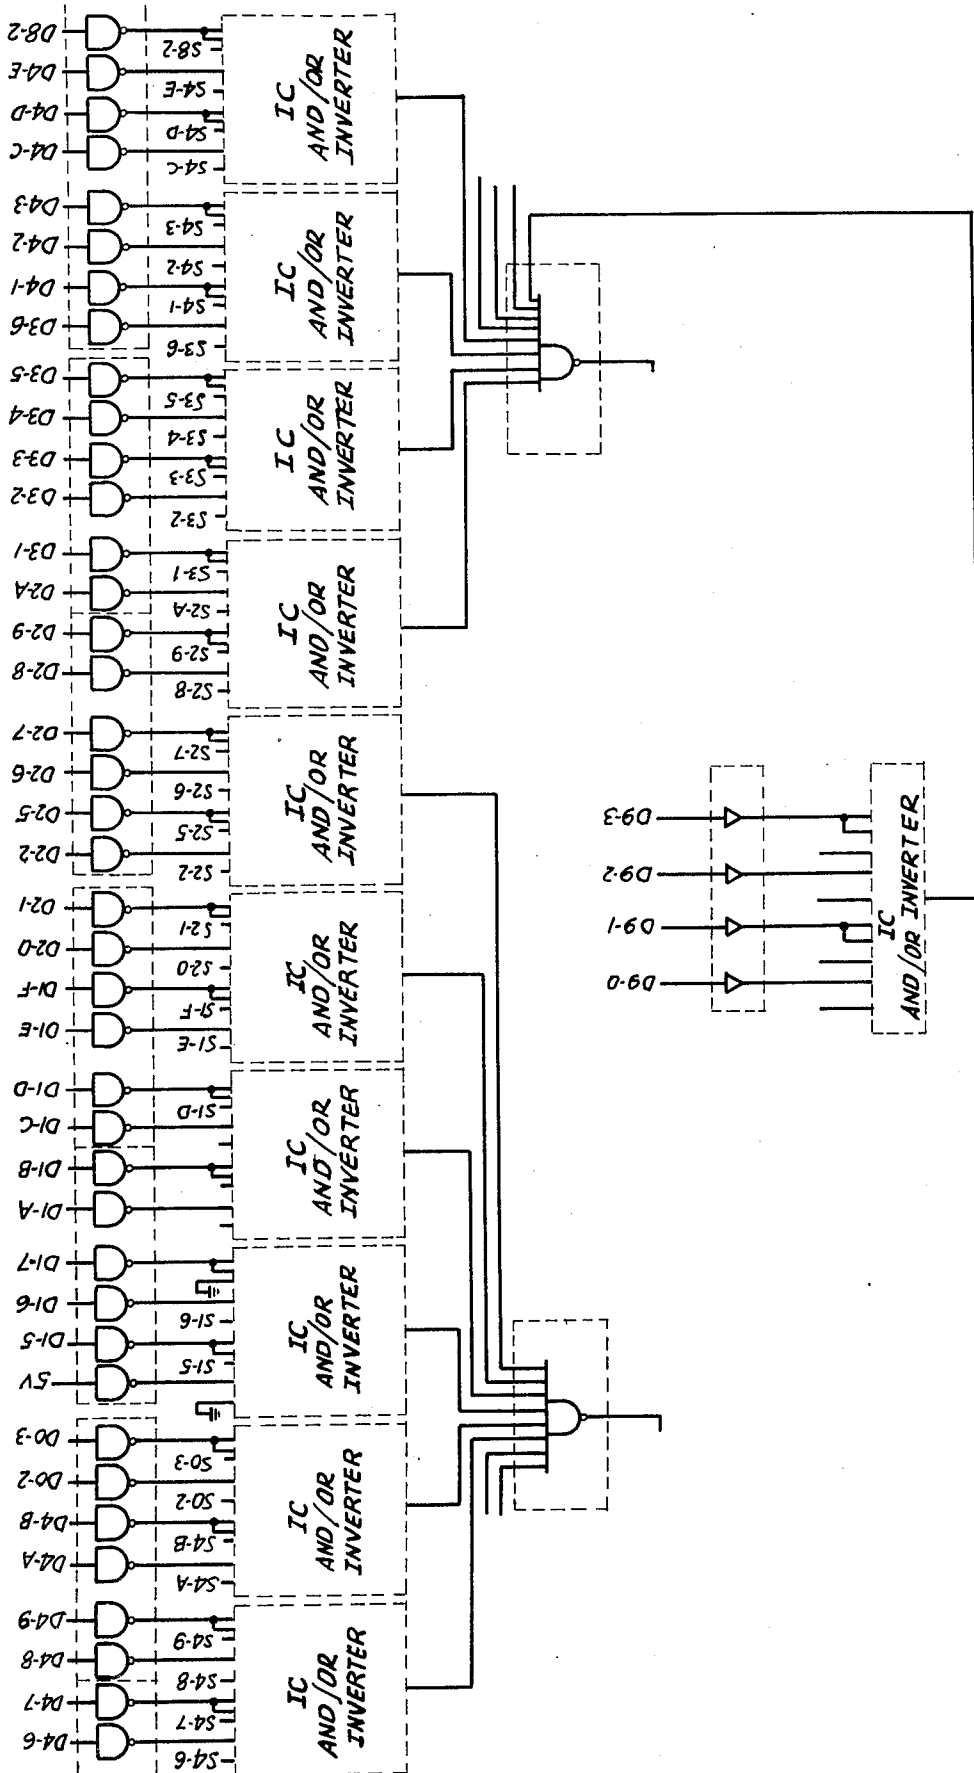 D8-2
S8-2
D4-E
S4-E
D4-D
S4-D
D4-C
S4-C
IC
AND/OR
INVERTER
D4-3
S4-3
D4-2
S4-2
D4-1
S4-1
D3-6
S3-6
IC
AND/OR
INVERTER
D3-5
S3-5
D3-4
S3-4
D3-3
S3-3
D3-2
S3-2
IC
AND/OR
INVERTER
D3-1
S3-1
D2-A
S2-A
D2-9
S2-9
D2-8
S2-8
IC
AND/OR
INVERTER
D2-7
S2-7
D2-6
S2-6
D2-5
S2-5
D2-2
S2-2
IC
AND/OR
INVERTER
D9-3
D9-2
D9-1
D9-0
IC
AND/OR INVERTER
D2-1
S2-1
D2-0
S2-0
D1-F
S1-F
D1-E
S1-E
IC
AND/OR
INVERTER
D1-D
S1-D
D1-C
D1-B
D1-A
IC
AND/OR
INVERTER
D1-7
D1-6
S1-6
D1-5
S1-5
5V
IC
AND/OR
INVERTER
D0-3
S0-3
D0-2
S0-2
D4-B
S4-B
D4-A
S4-A
IC
AND/OR
INVERTER
D4-9
S4-9
D4-8
S4-8
D4-7
S4-7
D4-6
S4-6
IC
AND/OR
INVERTER